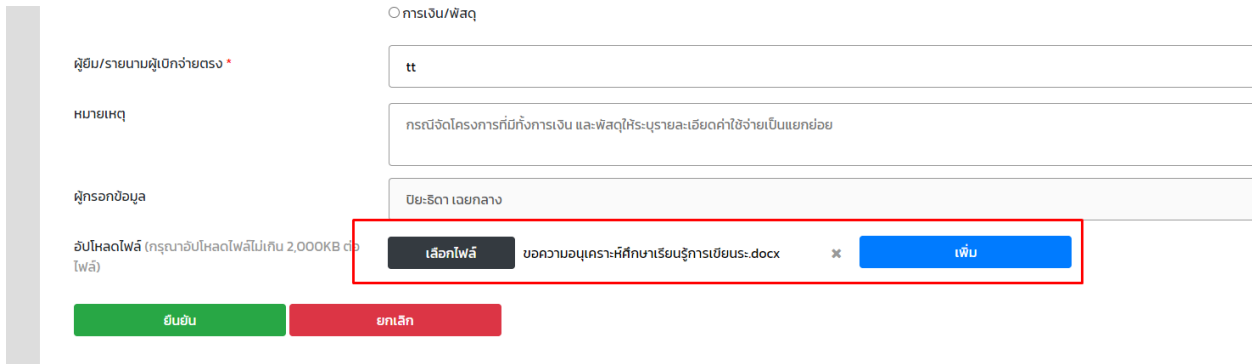 การเงิน/พัสดุ
ผู้ยืม/รายนามผู้เบิกจ่ายตรง *
tt
หมายเหตุ
กรณีจัดโครงการที่มีทั้งการเงิน และพัสดุให้ระบุรายละเอียดค่าใช้จ่ายเป็นแยกย่อย
ผู้กรอกข้อมูล
ปิยะธิดา เฉยกลาง
อัปโหลดไฟล์ (กรุณาอัปโหลดไฟล์ไม่เกิน 2,000KB ต่อ
ไฟล์)
เลือกไฟล์ ขอความอนุเคราะห์ศึกษาเรียนรู้การเขียนระ.docx × เพิ่ม
ยืนยัน ยกเลิก